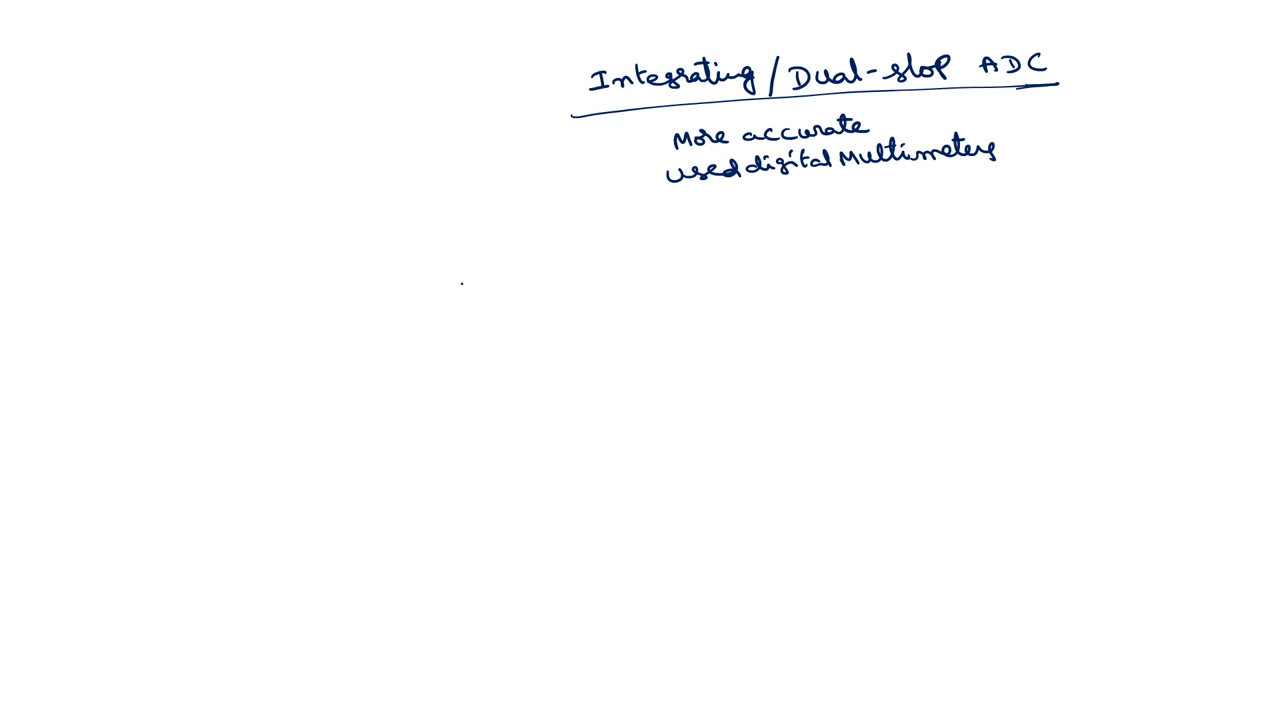 Integrating / Dual-slop ADC
More accurate
used digital Multimeters